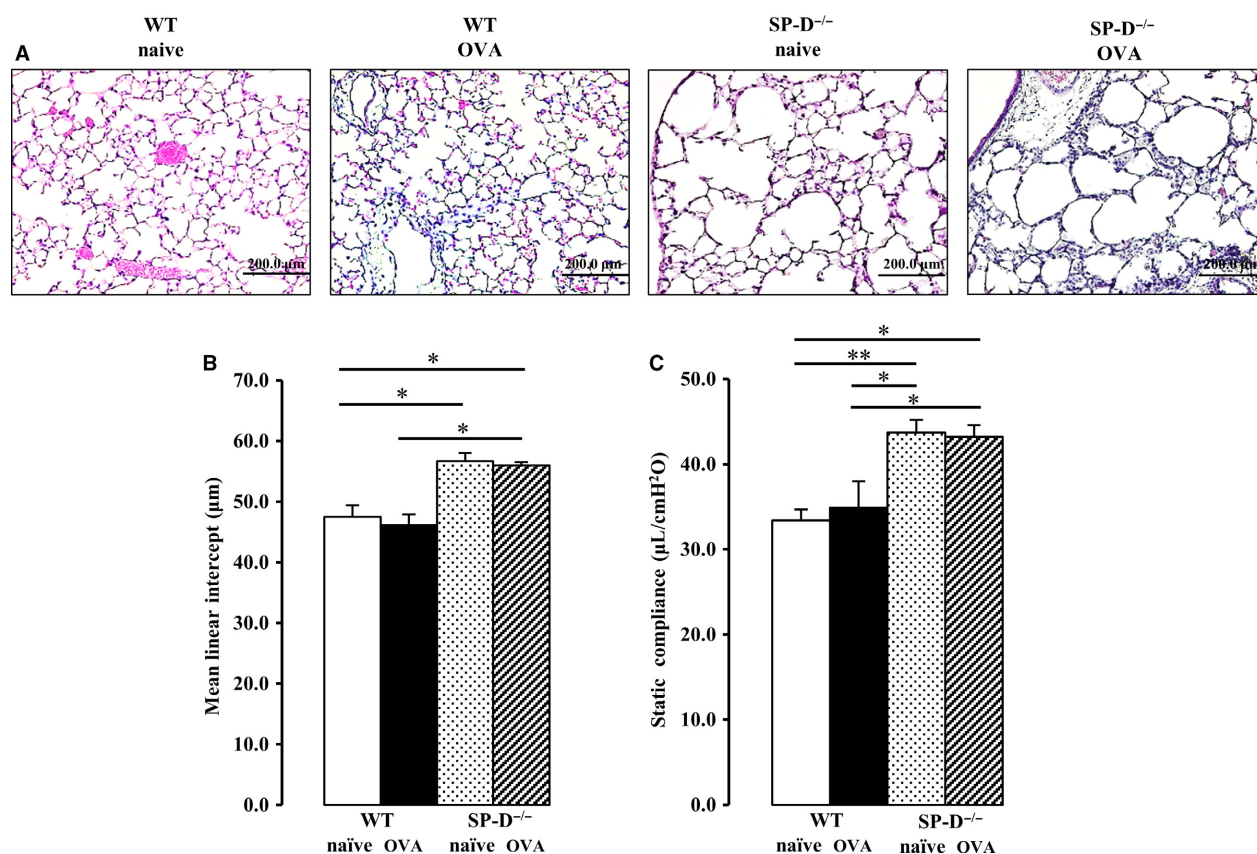 A
WT
naive
WT
OVA
SP-D⁻/⁻
naive
SP-D⁻/⁻
OVA
200.0 µm
200.0 µm
200.0 µm
200.0 µm
B
Mean linear intercept (µm)
70.0
60.0
50.0
40.0
30.0
20.0
10.0
0.0
*
*
*
WT
SP-D⁻/⁻
naïve OVA
naïve OVA
C
Static compliance (µL/cmH²O)
50.0
40.0
30.0
20.0
10.0
0.0
*
**
*
*
WT
SP-D⁻/⁻
naïve OVA
naïve OVA